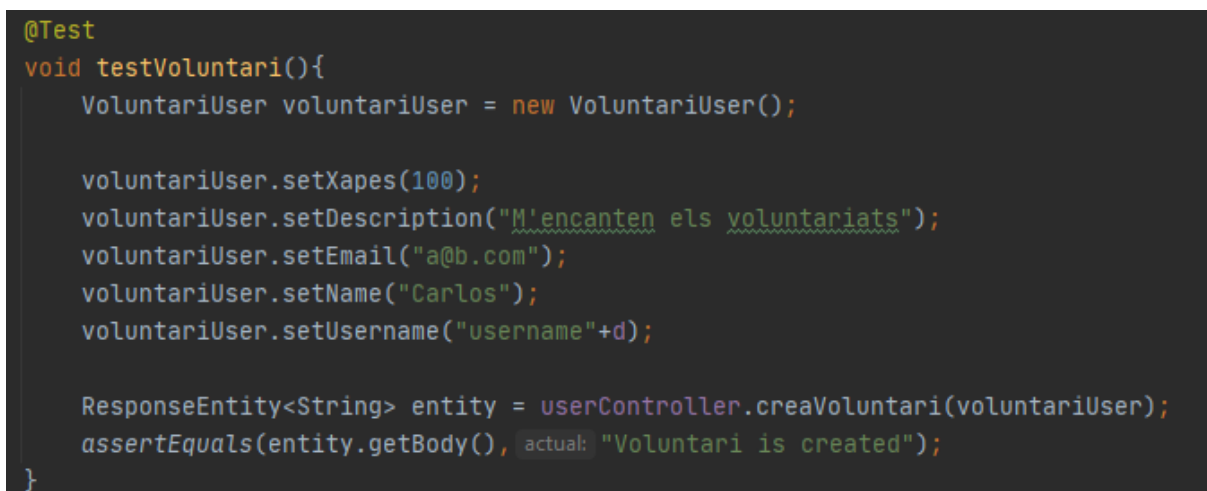 @Test
void testVoluntari(){
    VoluntariUser voluntariUser = new VoluntariUser();

    voluntariUser.setXapes(100);
    voluntariUser.setDescription("M'encanten els voluntariats");
    voluntariUser.setEmail("a@b.com");
    voluntariUser.setName("Carlos");
    voluntariUser.setUsername("username"+d);

    ResponseEntity<String> entity = userController.creaVoluntari(voluntariUser);
    assertEquals(entity.getBody(), actual: "Voluntari is created");
}